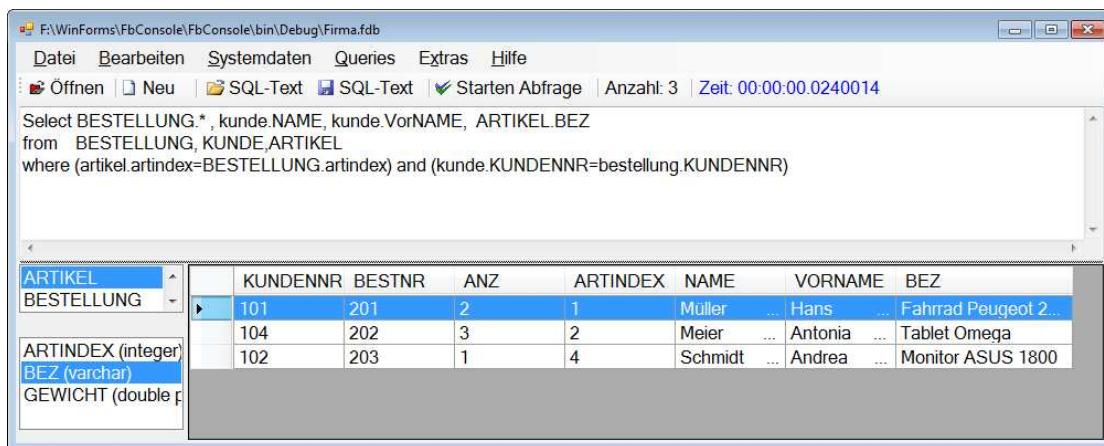 F:\WinForms\FbConsole\FbConsole\bin\Debug\Firma.fdb
Datei Bearbeiten Systemdaten Queries Extras Hilfe
Öffnen Neu SQL-Text SQL-Text Starten Abfrage Anzahl: 3 Zeit: 00:00:00.0240014
Select BESTELLUNG.* , kunde.NAME, kunde.VorNAME, ARTIKEL.BEZ
from BESTELLUNG, KUNDE,ARTIKEL
where (artikel.artindex=BESTELLUNG.artindex) and (kunde.KUNDENNR=bestellung.KUNDENNR)
ARTIKEL
BESTELLUNG
ARTINDEX (integer)
BEZ (varchar)
GEWICHT (double p
KUNDENNR BESTNR ANZ ARTINDEX NAME VORNAME BEZ
101 201 2 1 Müller ... Hans ... Fahrrad Peugeot 2...
104 202 3 2 Meier ... Antonia ... Tablet Omega
102 203 1 4 Schmidt ... Andrea ... Monitor ASUS 1800